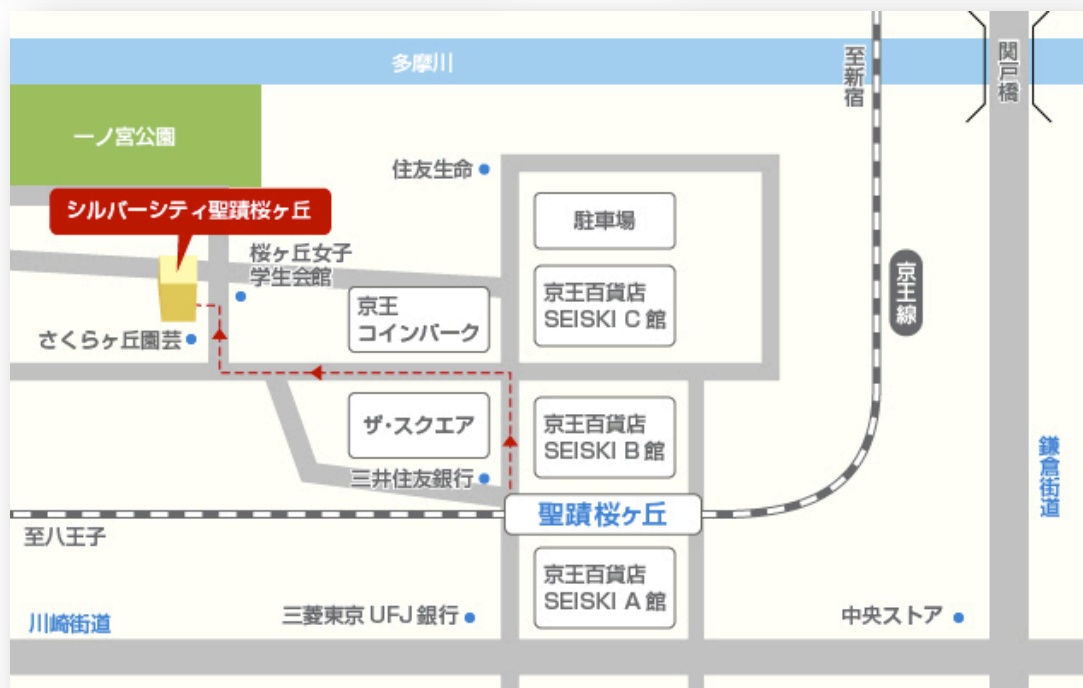 多摩川
至新宿
関戸橋
一ノ宮公園
住友生命
シルバーシティ聖蹟桜ヶ丘
駐車場
桜ヶ丘女子
学生会館
京王
コインパーク
京王百貨店
SEISKI C 館
京王線
さくらヶ丘園芸
ザ・スクエア
京王百貨店
SEISKI B 館
三井住友銀行
鎌倉街道
聖蹟桜ヶ丘
至八王子
京王百貨店
SEISKI A 館
川崎街道
三菱東京 UFJ 銀行
中央ストア